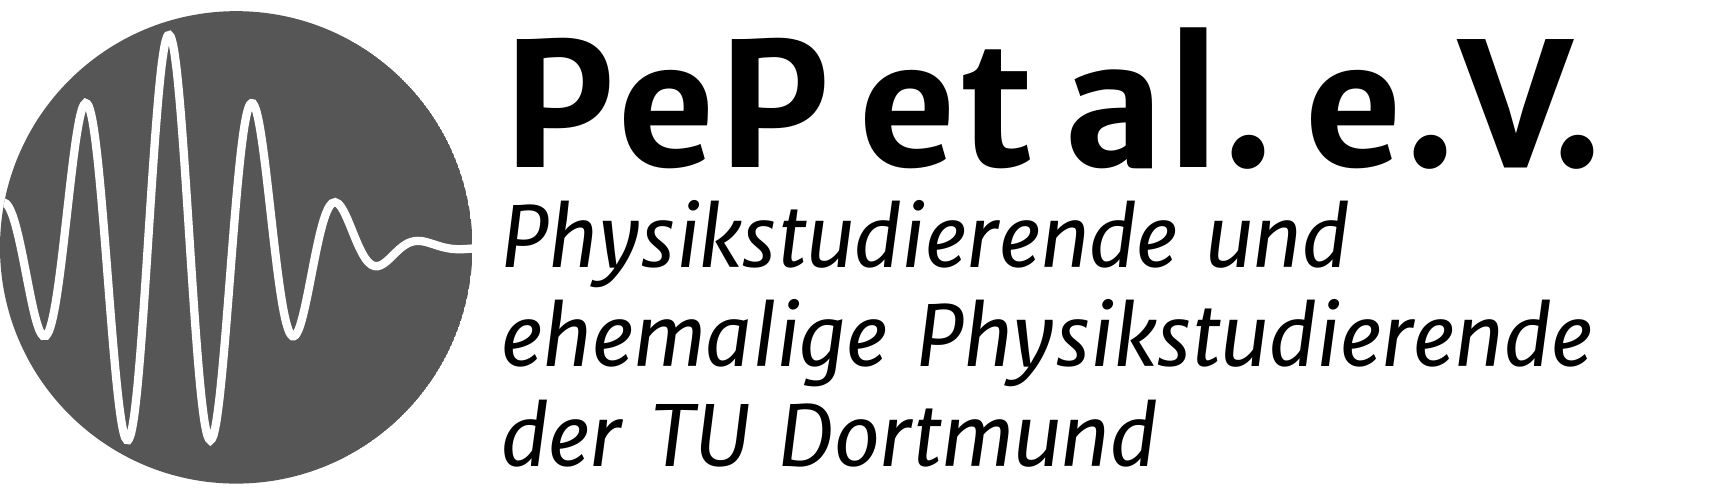 PeP et al. e.V.
Physikstudierende und
ehemalige Physikstudierende
der TU Dortmund